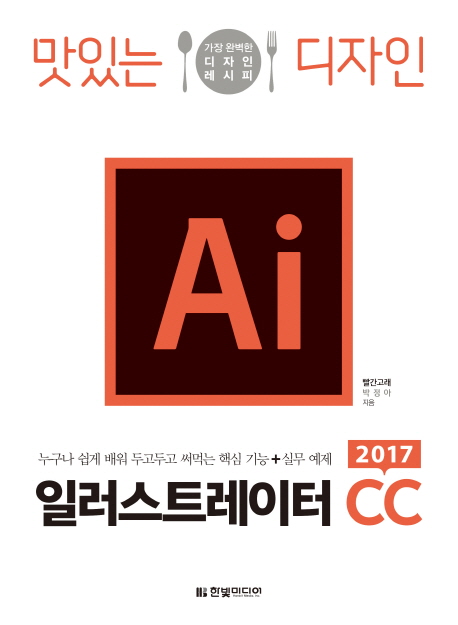 맛있는 디자인
가장 완벽한
디자인
레시피
Ai
빨간고래
박정아
지음
누구나 쉽게 배워 두고두고 써먹는 핵심 기능+실무 예제
2017
일러스트레이터 CC
한빛미디어